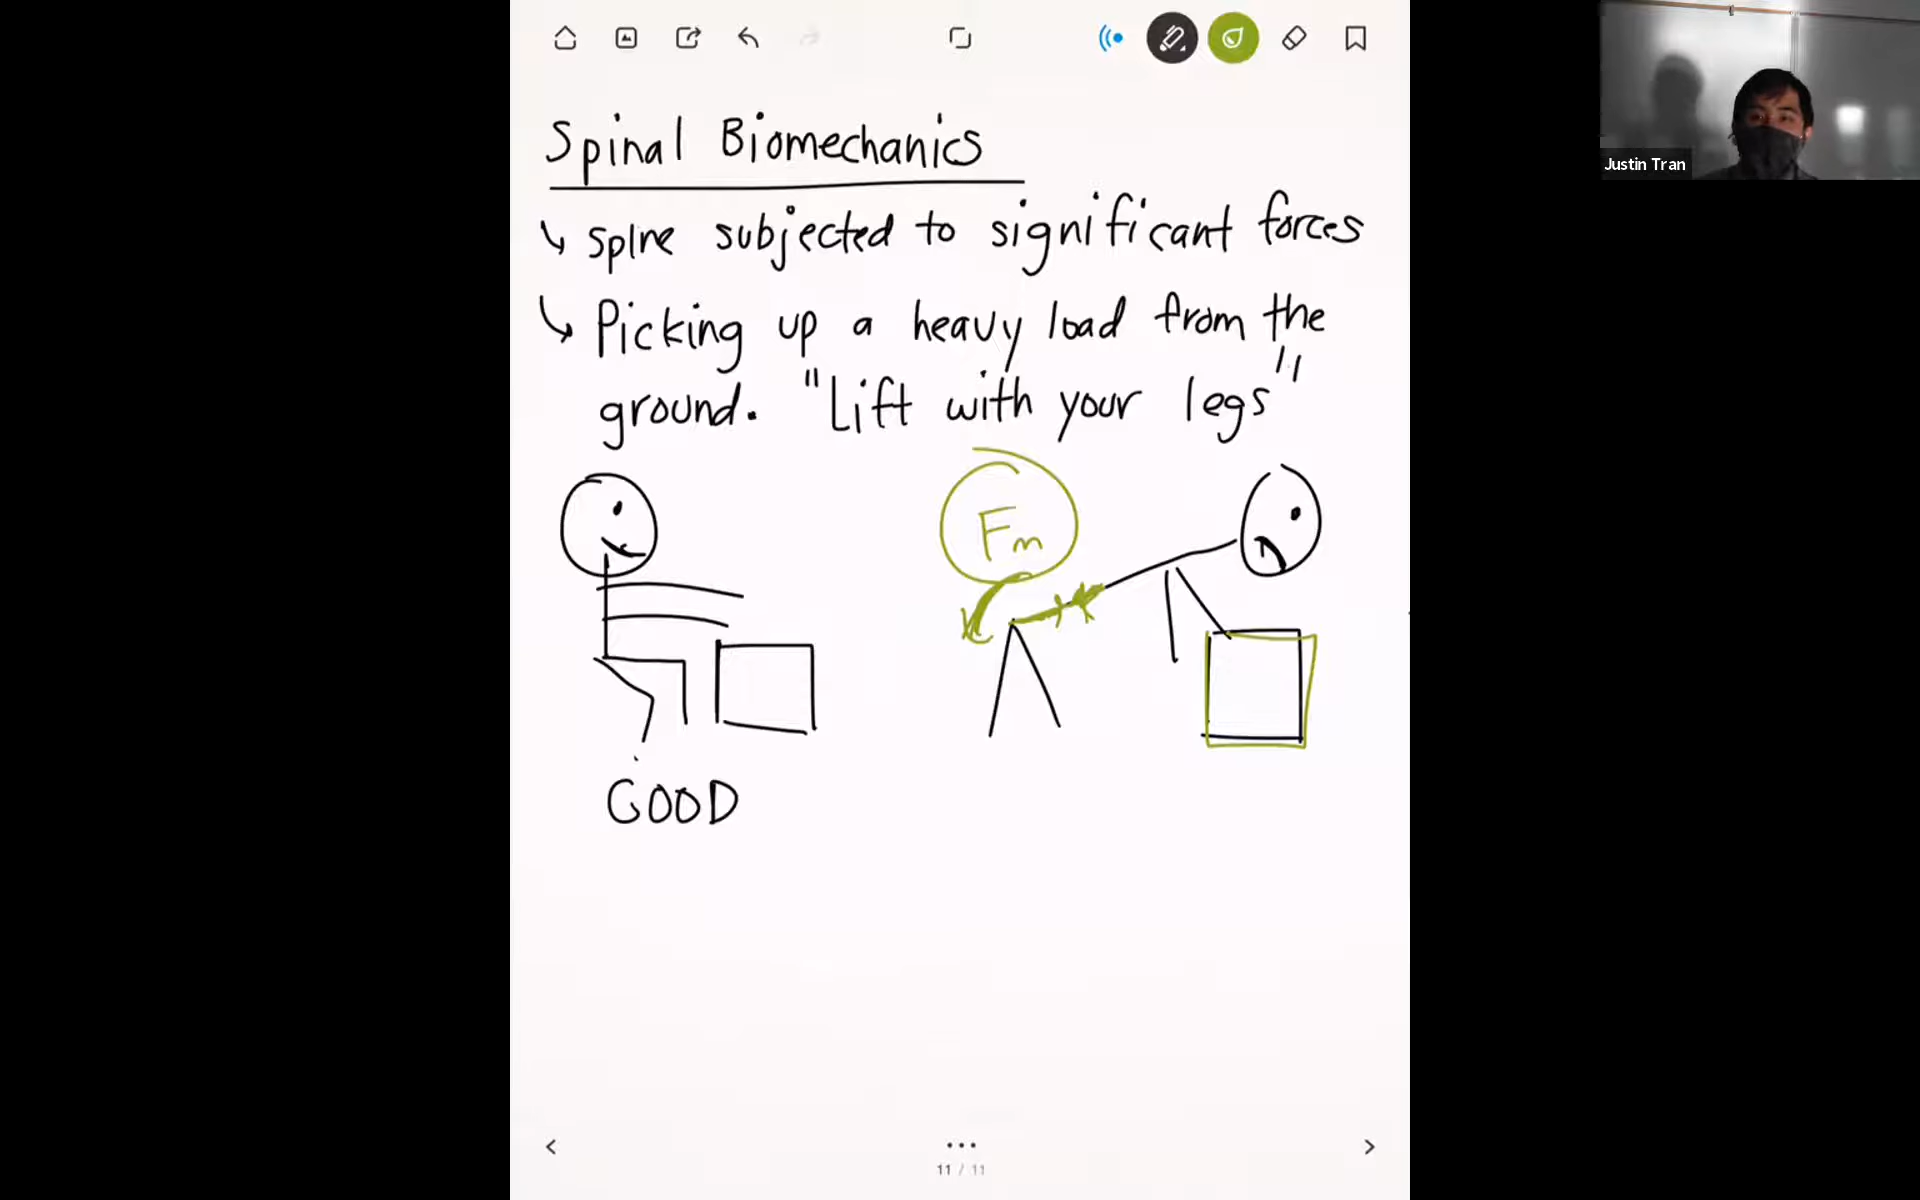 Justin Tran
Spinal Biomechanics
↳ spine subjected to significant forces
↳ Picking up a heavy load from the
ground. "Lift with your legs"
Fm
GOOD
11 / 11